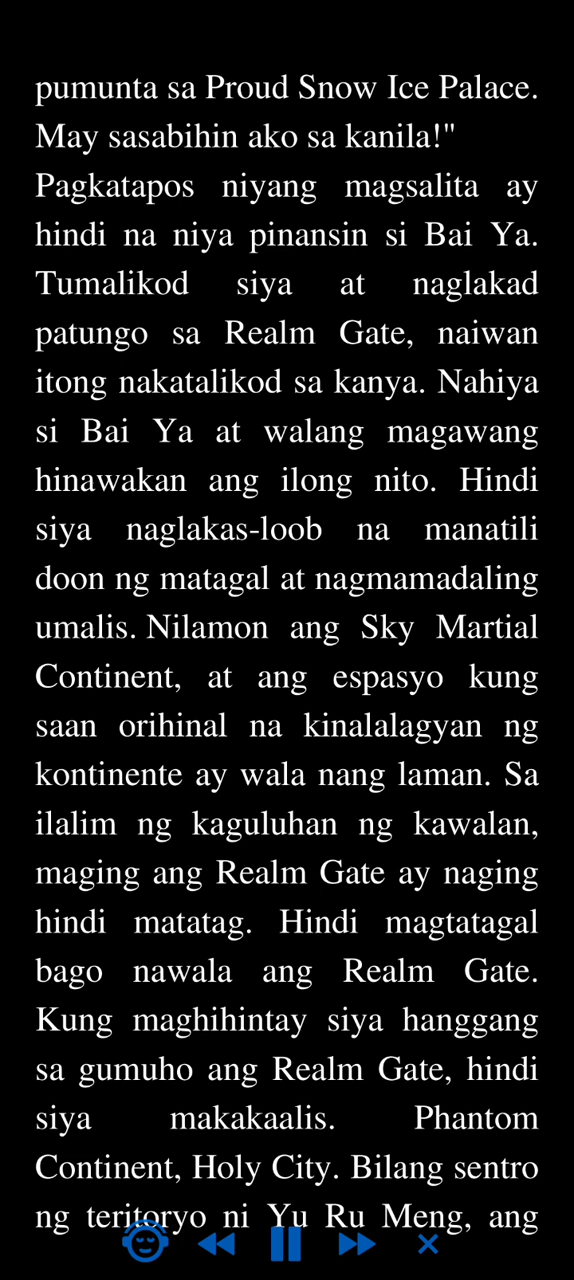 pumunta sa Proud Snow Ice Palace.
May sasabihin ako sa kanila!"
Pagkatapos niyang magsalita ay
hindi na niya pinansin si Bai Ya.
Tumalikod siya at naglakad
patungo sa Realm Gate, naiwan
itong nakatalikod sa kanya. Nahiya
si Bai Ya at walang magawang
hinawakan ang ilong nito. Hindi
siya naglakas-loob na manatili
doon ng matagal at nagmamadaling
umalis. Nilamon ang Sky Martial
Continent, at ang espasyo kung
saan orihinal na kinalalagyan ng
kontinente ay wala nang laman. Sa
ilalim ng kaguluhan ng kawalan,
maging ang Realm Gate ay naging
hindi matatag. Hindi magtatagal
bago nawala ang Realm Gate.
Kung maghihintay siya hanggang
sa gumuho ang Realm Gate, hindi
siya makakaalis. Phantom
Continent, Holy City. Bilang sentro
ng teritoryo ni Yu Ru Meng, ang